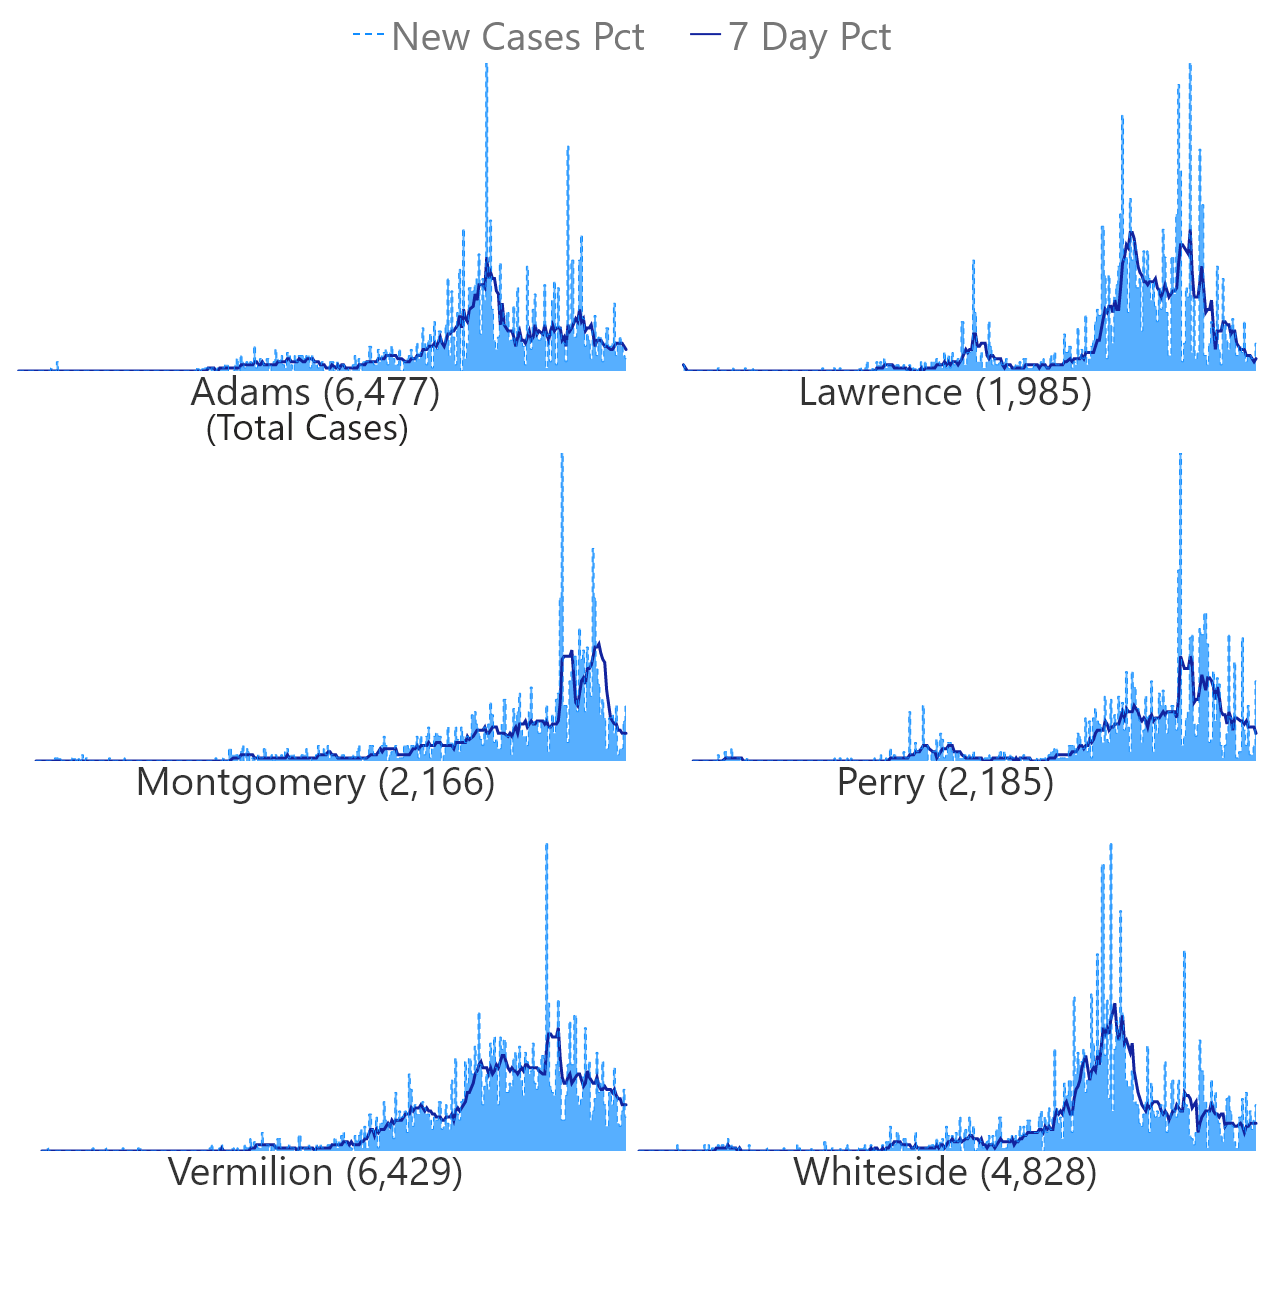 New Cases Pct 7 Day Pct
Adams (6,477) Lawrence (1,985)
(Total Cases)
Montgomery (2,166) Perry (2,185)
Vermilion (6,429) Whiteside (4,828)